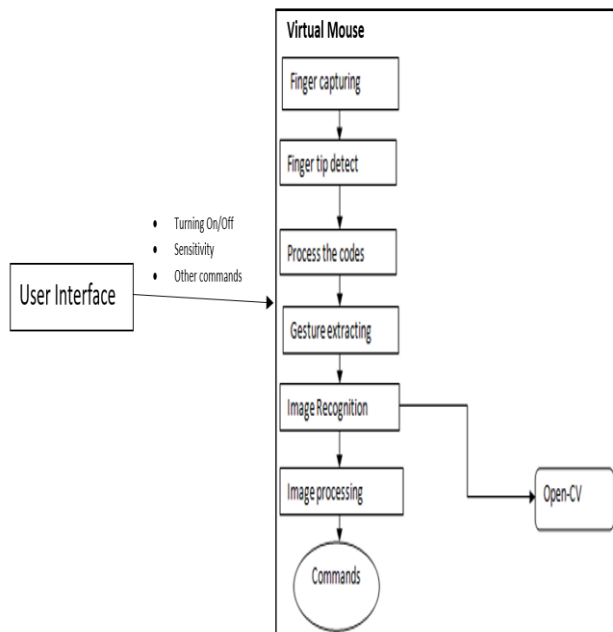 Virtual Mouse
Finger capturing
Finger tip detect
• Turning On/Off
• Sensitivity
• Other commands
User Interface
Process the codes
Gesture extracting
Image Recognition
Image processing
Open-CV
Commands